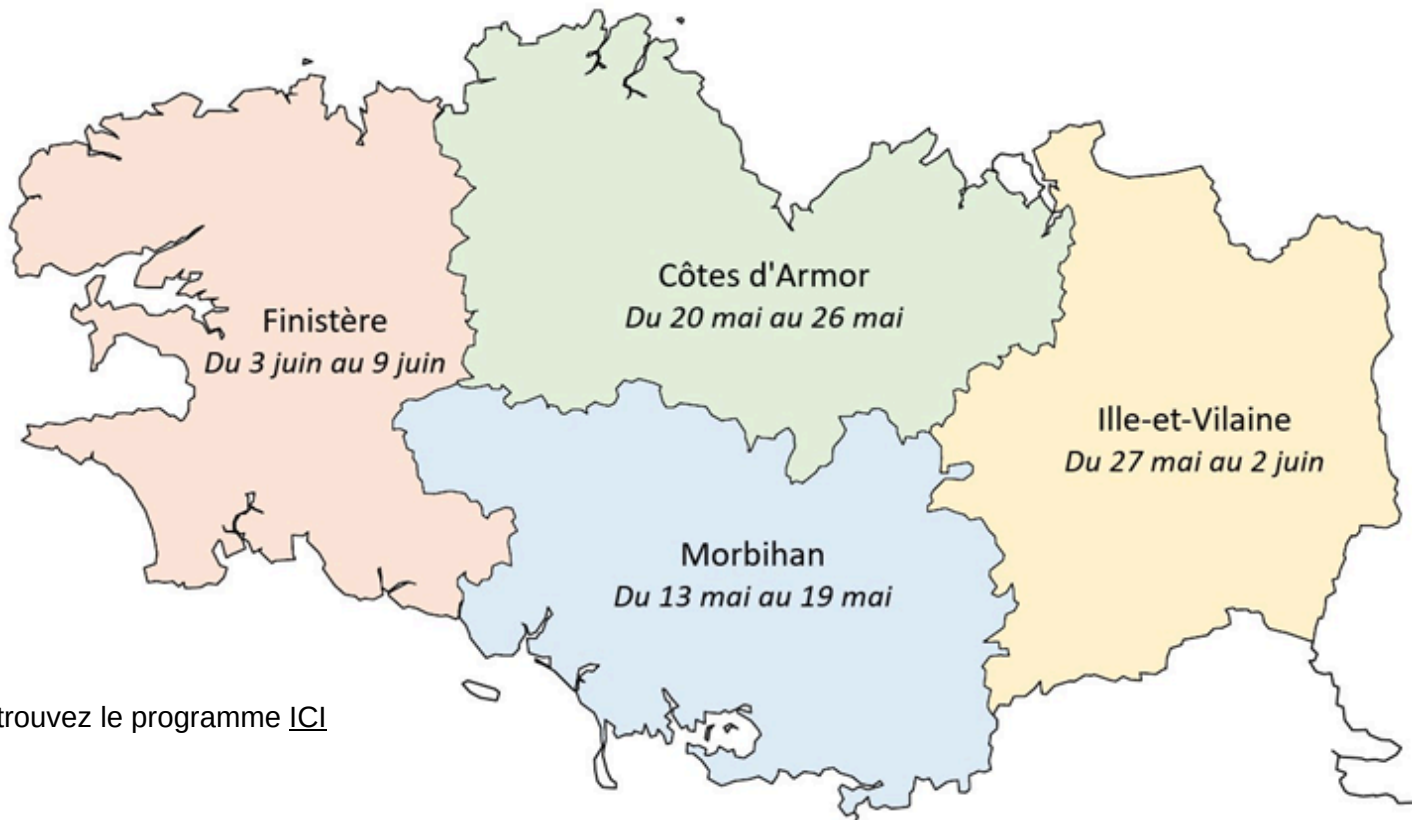 Côtes d'Armor
Du 20 mai au 26 mai
Finistère
Du 3 juin au 9 juin
Ille-et-Vilaine
Du 27 mai au 2 juin
Morbihan
Du 13 mai au 19 mai
trouvez le programme ICI